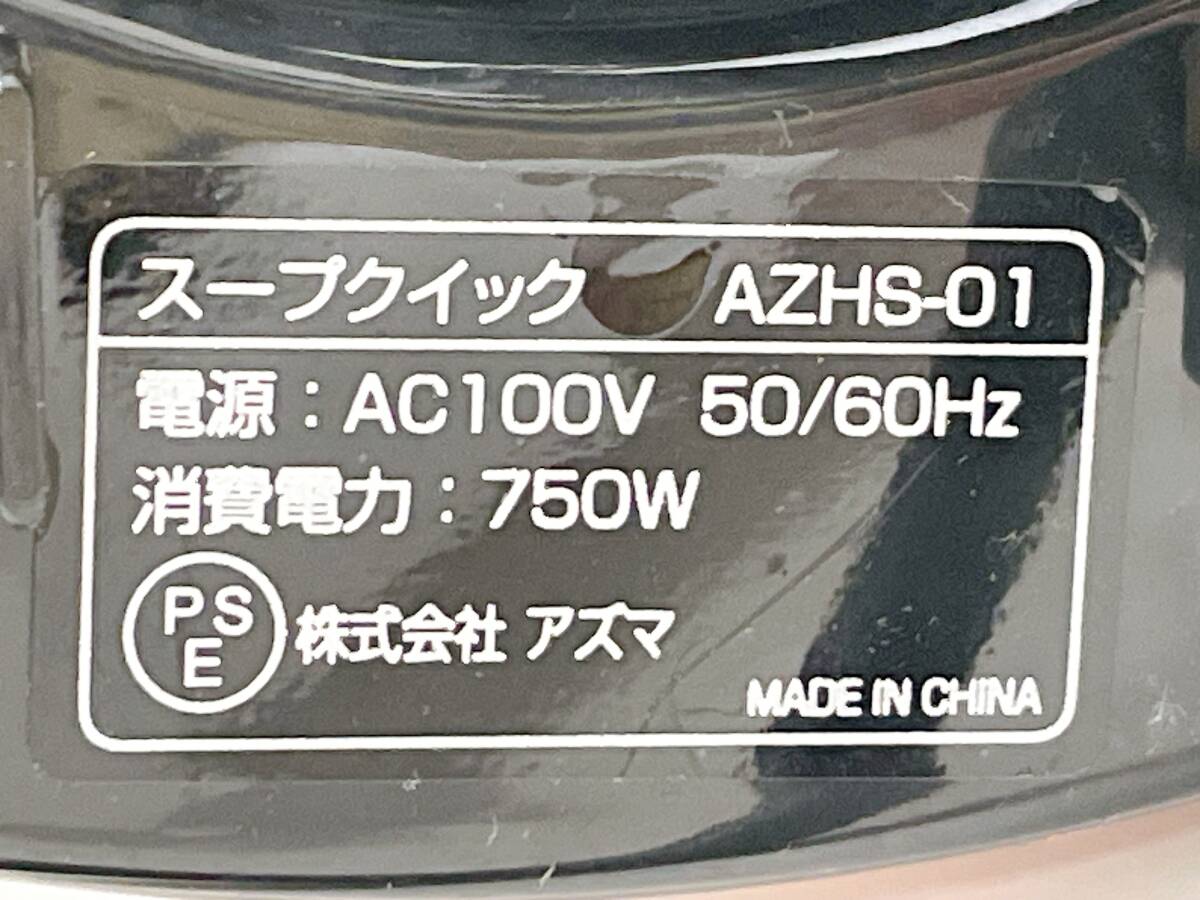 スープクイック AZHS-01
電源：AC100V 50/60Hz
消費電力：750W
PSE 株式会社 アズマ
MADE IN CHINA